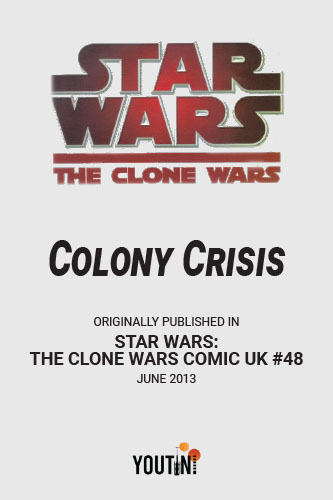 STAR
WARS
THE CLONE WARS
COLONY CRISIS
ORIGINALLY PUBLISHED IN
STAR WARS:
THE CLONE WARS COMIC UK #48
JUNE 2013
YOUTINI